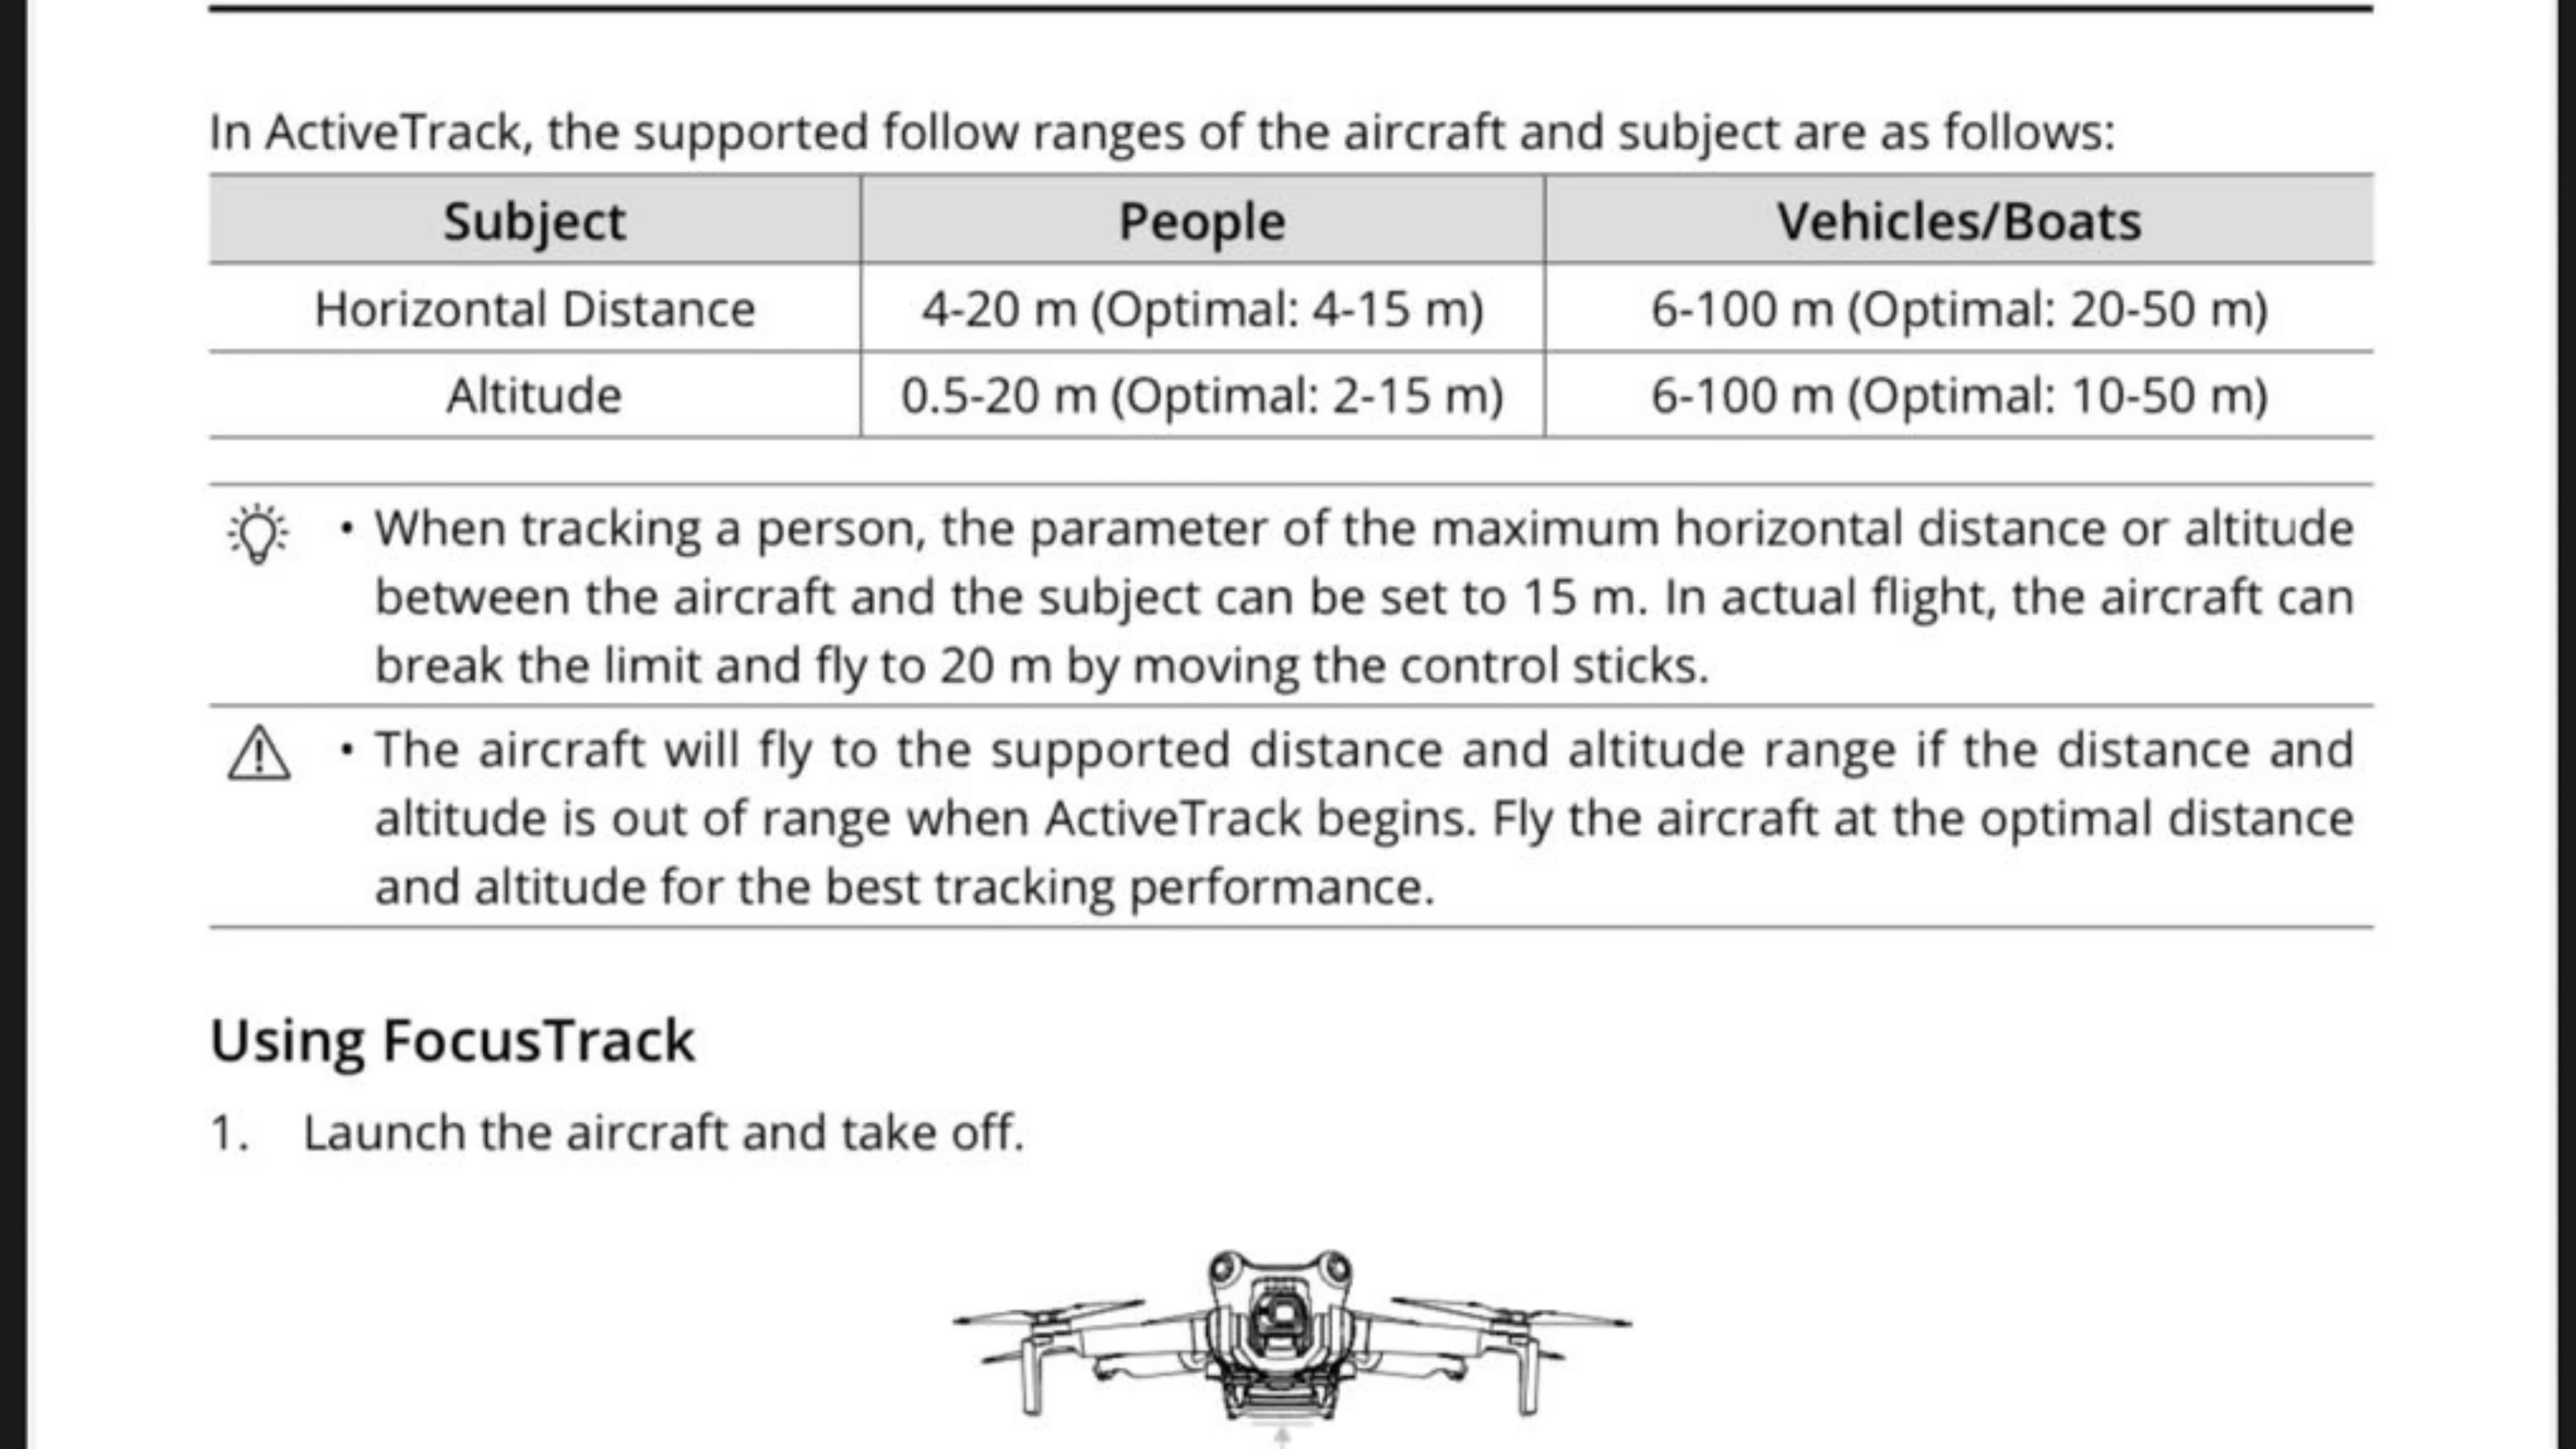 In ActiveTrack, the supported follow ranges of the aircraft and subject are as follows:
Subject People Vehicles/Boats
Horizontal Distance 4-20 m (Optimal: 4-15 m) 6-100 m (Optimal: 20-50 m)
Altitude 0.5-20 m (Optimal: 2-15 m) 6-100 m (Optimal: 10-50 m)
• When tracking a person, the parameter of the maximum horizontal distance or altitude
between the aircraft and the subject can be set to 15 m. In actual flight, the aircraft can
break the limit and fly to 20 m by moving the control sticks.
• The aircraft will fly to the supported distance and altitude range if the distance and
altitude is out of range when ActiveTrack begins. Fly the aircraft at the optimal distance
and altitude for the best tracking performance.
Using FocusTrack
1. Launch the aircraft and take off.